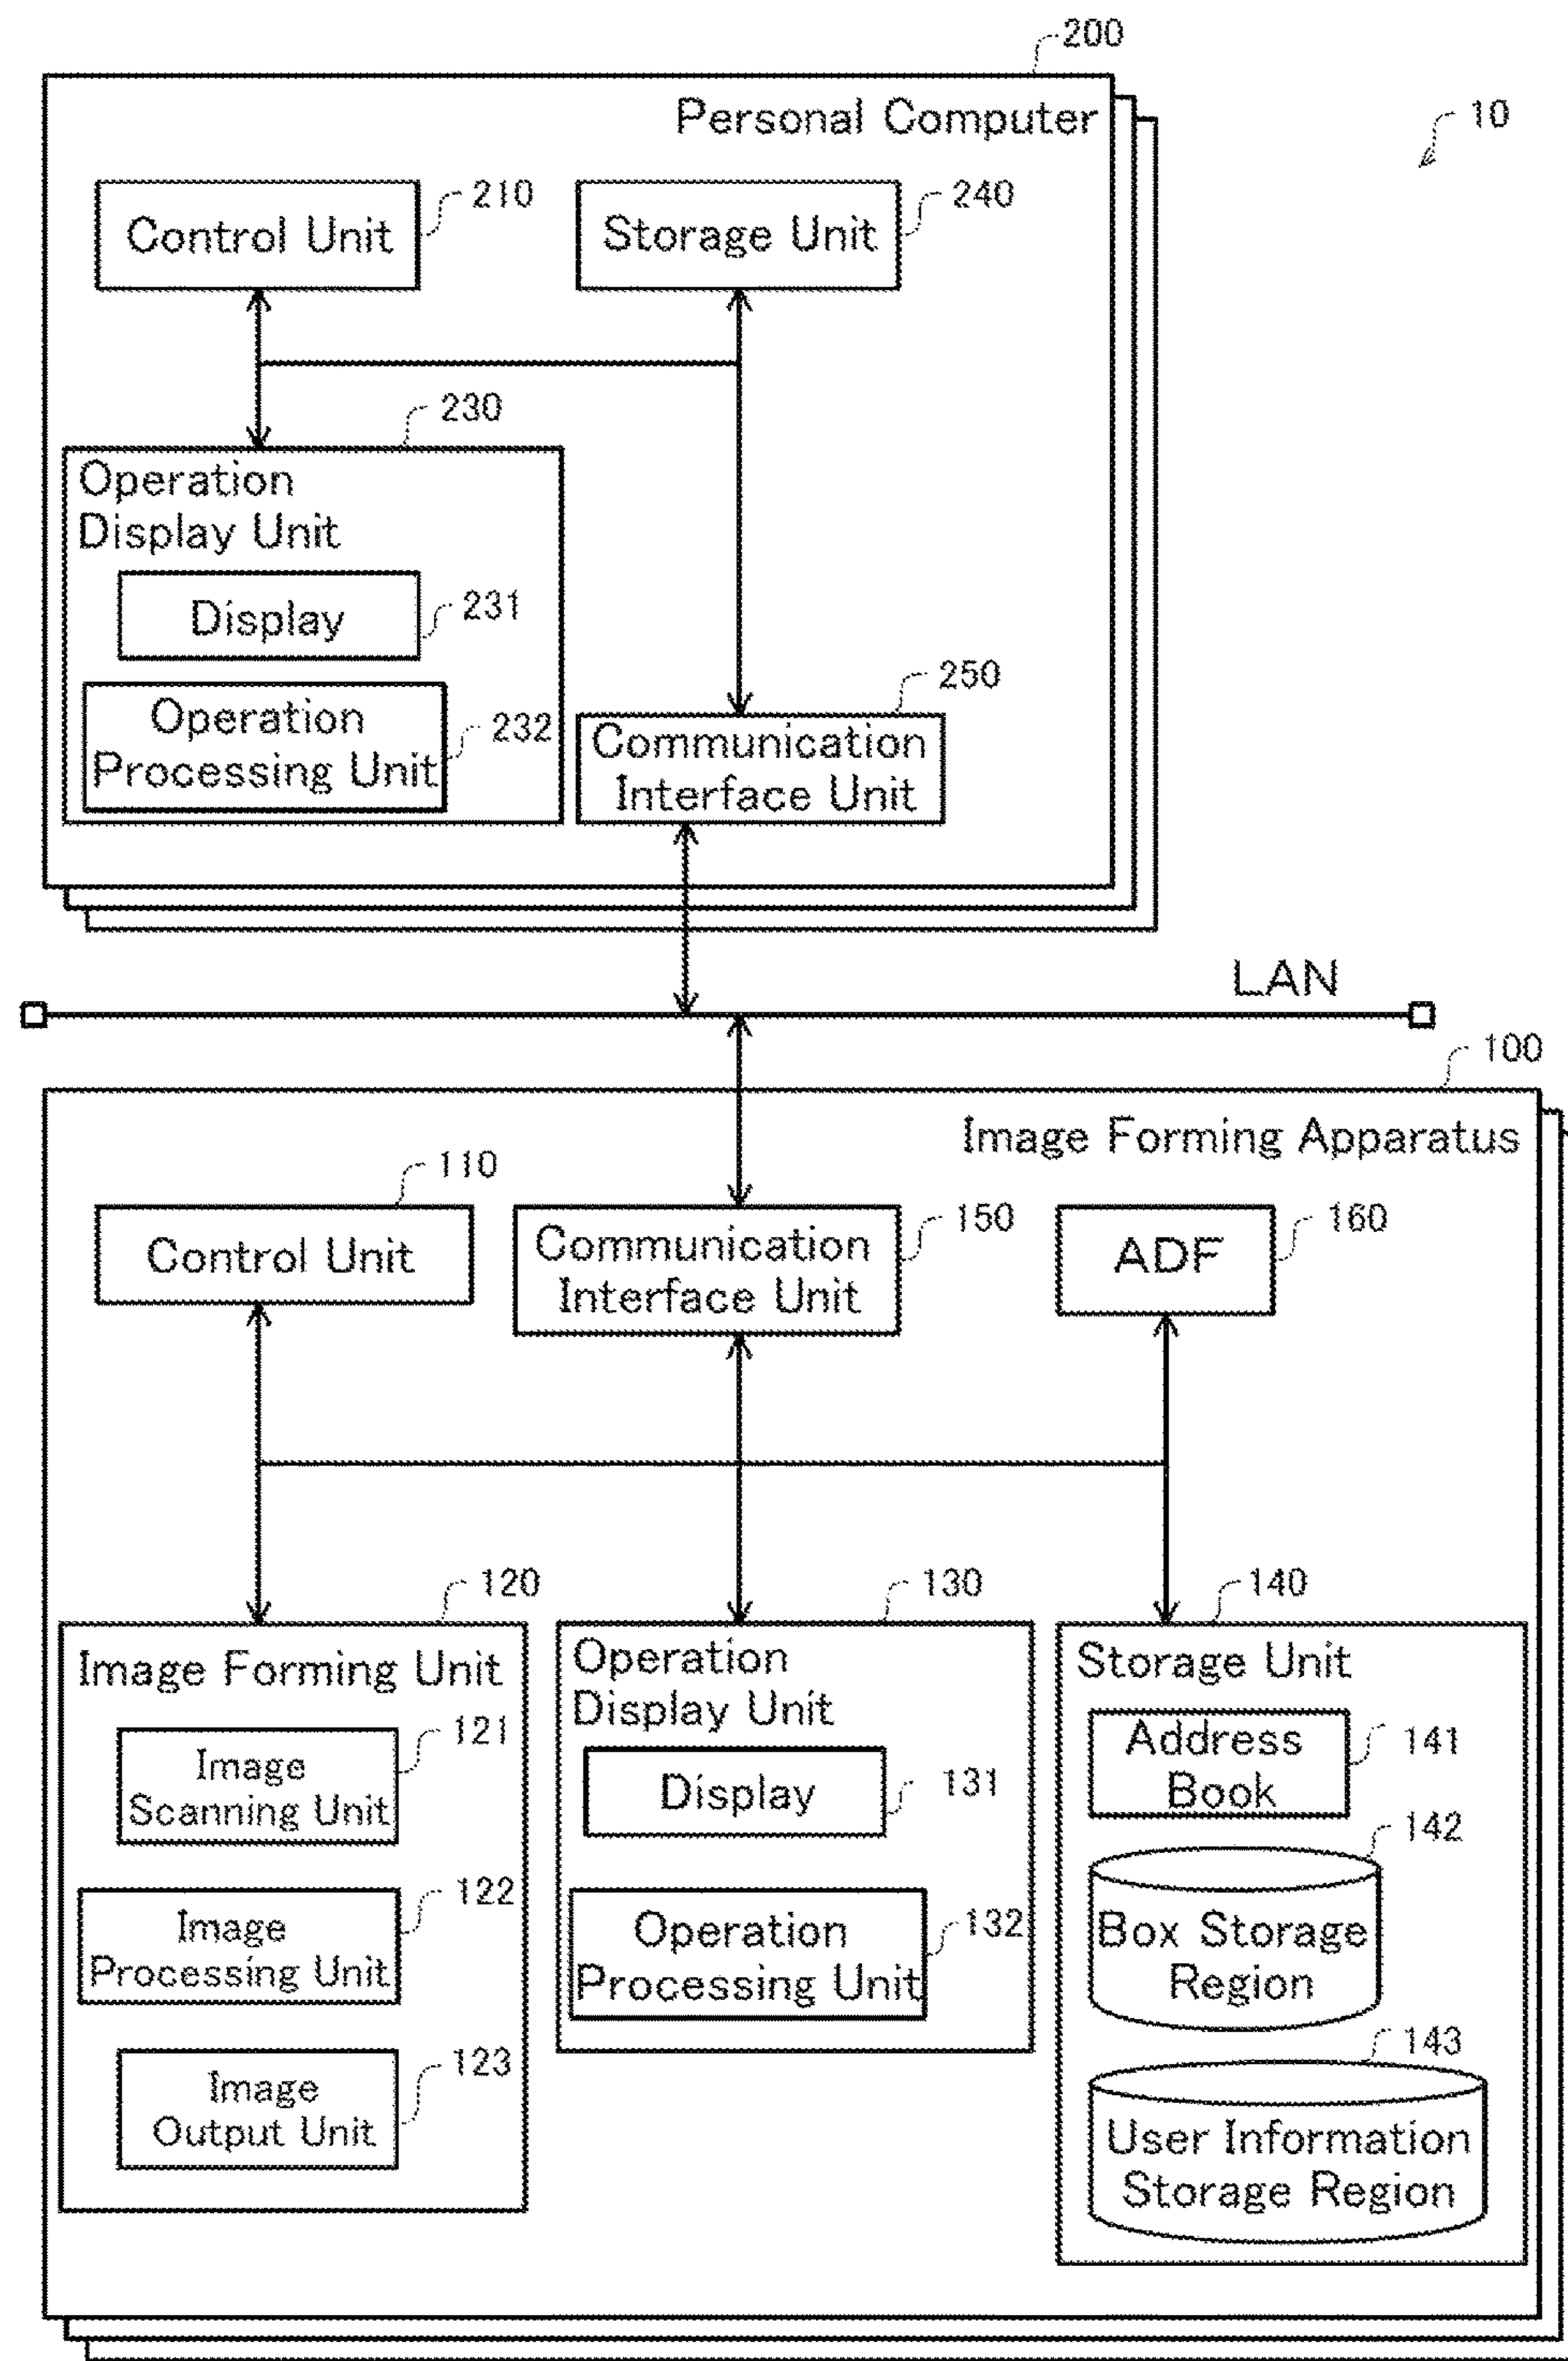 200
Personal Computer
10
210
240
Control Unit
Storage Unit
230
Operation
Display Unit
231
Display
250
232
Operation
Processing Unit
Communication
Interface Unit
LAN
100
Image Forming Apparatus
110
150
160
Control Unit
Communication
Interface Unit
ADF
120
130
140
Image Forming Unit
121
Image
Scanning Unit
122
Image
Processing Unit
123
Image
Output Unit
Operation
Display Unit
131
Display
132
Operation
Processing Unit
Storage Unit
141
Address
Book
142
Box Storage
Region
143
User Information
Storage Region